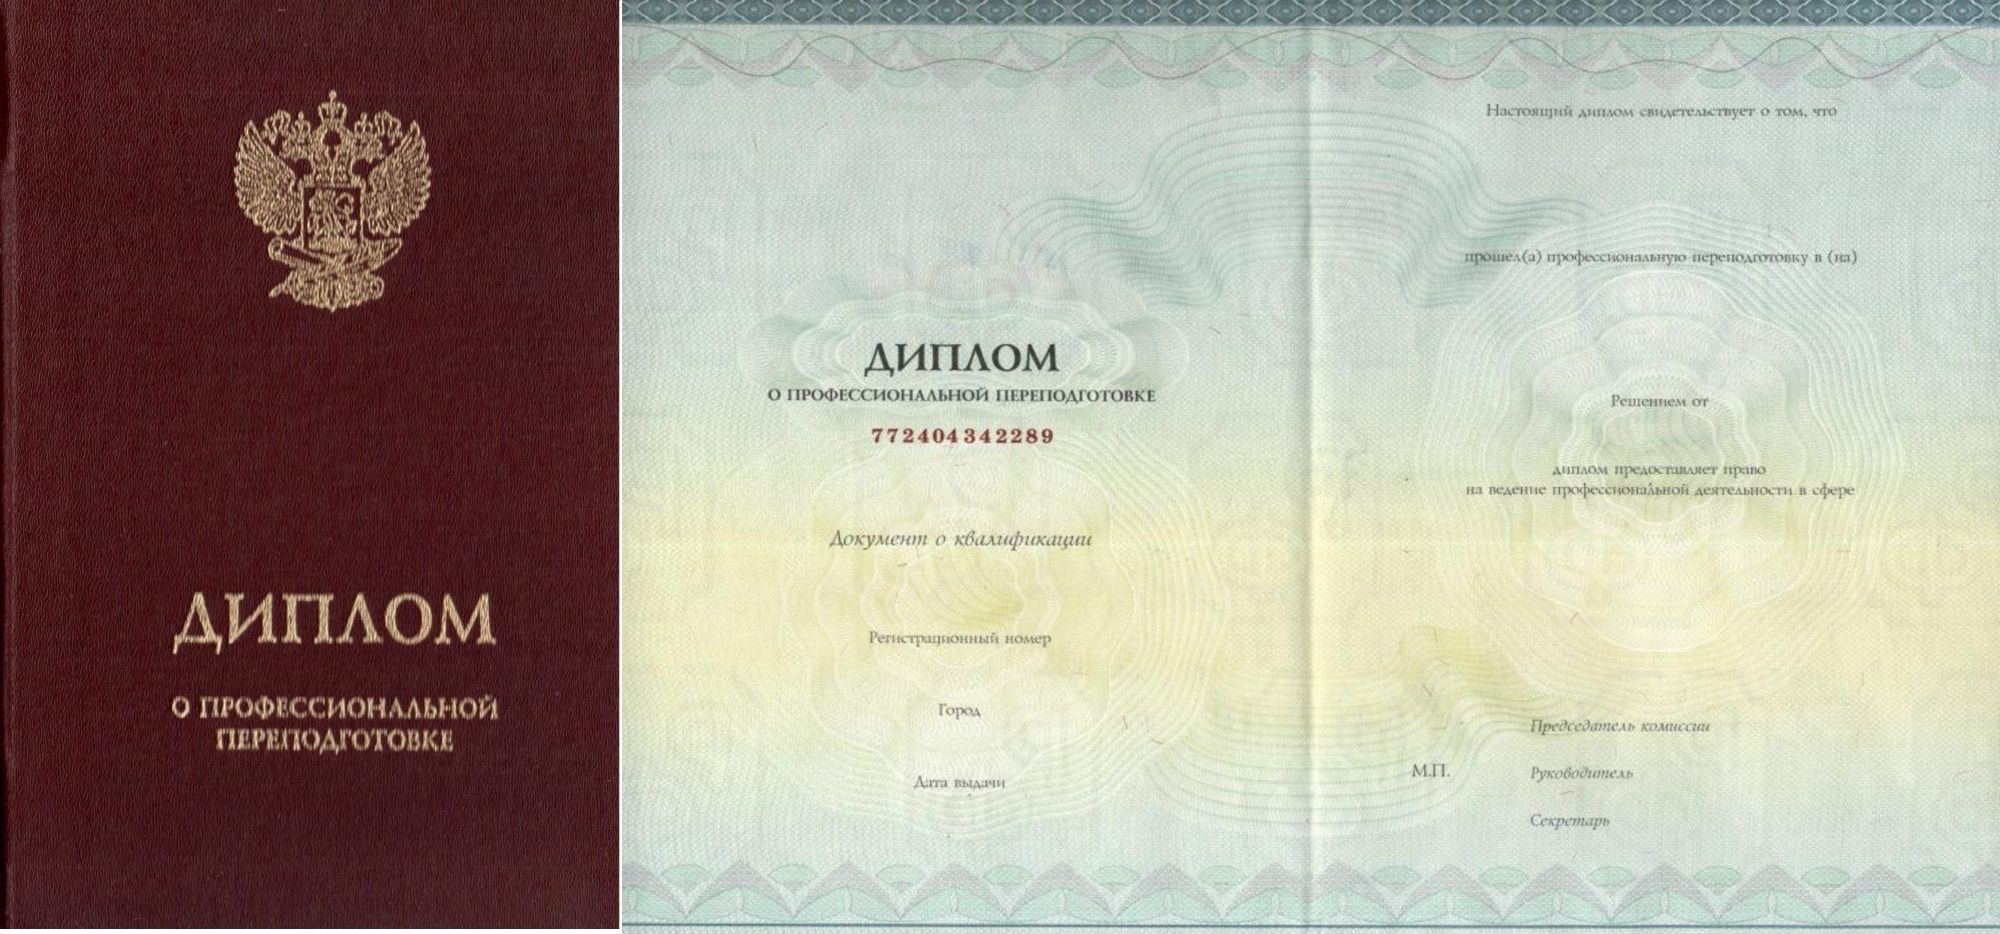 ДИПЛОМ
О ПРОФЕССИОНАЛЬНОЙ
ПЕРЕПОДГОТОВКЕ
ДИПЛОМ
О ПРОФЕССИОНАЛЬНОЙ ПЕРЕПОДГОТОВКЕ
772404342289
Документ о квалификации
Регистрационный номер
Город
Дата выдачи
Настоящий диплом свидетельствует о том, что
прошел(а) профессиональную переподготовку в (на)
Решением от
диплом предоставляет право
на ведение профессиональной деятельности в сфере
Председатель комиссии
М.П.
Руководитель
Секретарь